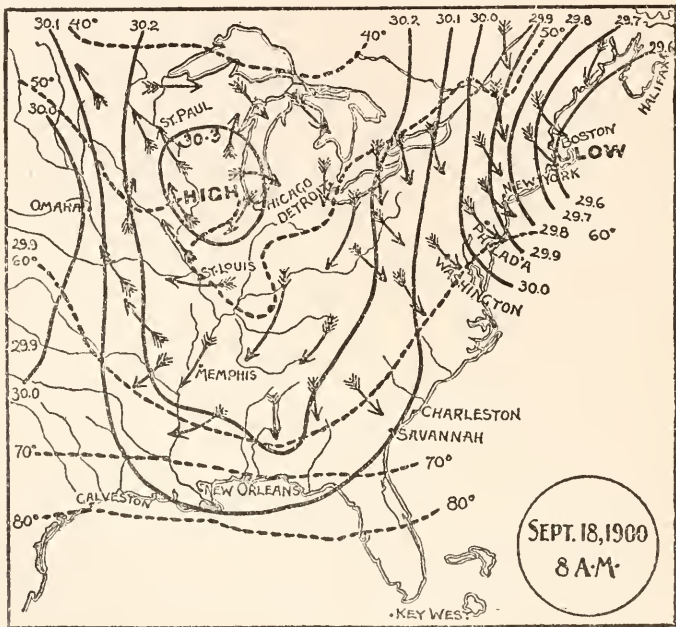 30.1 40° 30.2 40° 30.2 30.1 30.0 29.9 29.8 29.7
50° 29.6
HALIFAX
50°
30.0
ST. PAUL
30.3
BOSTON
LOW
HIGH
CHICAGO
DETROIT
NEW YORK
OMAHA
29.6
29.7
29.8 60°
29.9
PHILAD'A
29.9
60°
ST. LOUIS
WASHINGTON
30.0
29.9
30.0
MEMPHIS
CHARLESTON
SAVANNAH
70° 70°
NEW ORLEANS
CALVESTON
80° 80°
SEPT. 18, 1900
8 A.M.
KEY WEST